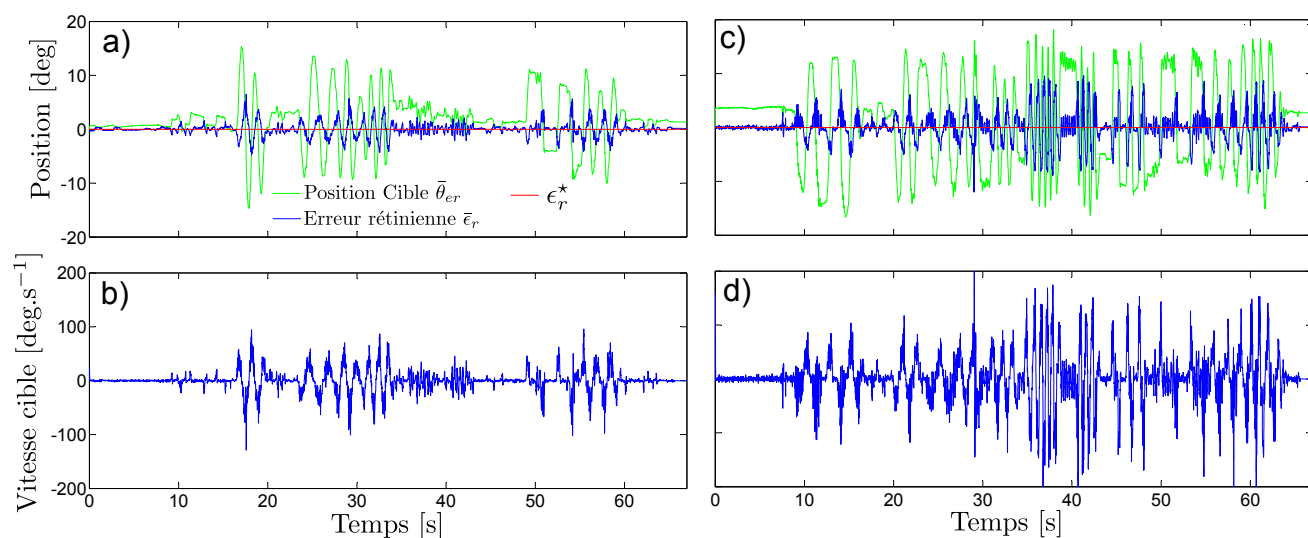 a)
20
10
0
-10
-20
Position [deg]
Position Cible θ̄er
Erreur rétinienne ϵ̄r
ϵr⋆
c)
b)
200
100
0
-100
-200
Vitesse cible [deg.s−1]
0 10 20 30 40 50 60
Temps [s]
d)
0 10 20 30 40 50 60
Temps [s]